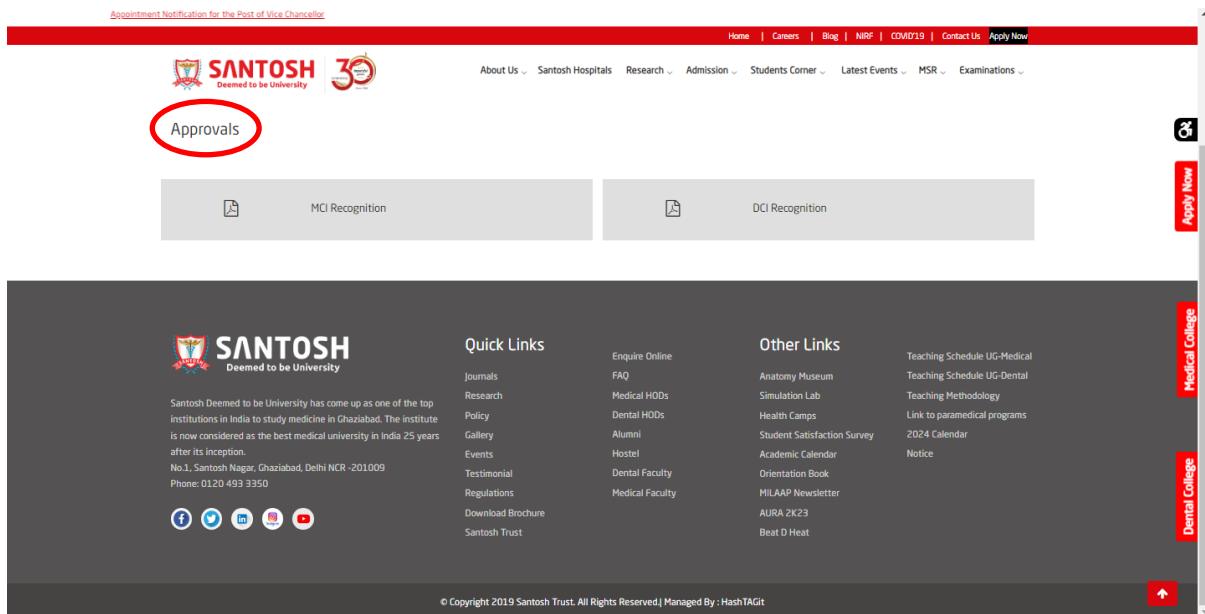 Appointment Notification for the Post of Vice Chancellor
Home | Careers | Blog | NIRF | COVID'19 | Contact Us Apply Now
SANTOSH
Deemed to be University
30
About Us Santosh Hospitals Research Admission Students Corner Latest Events MSR Examinations
Approvals
MCI Recognition
DCI Recognition
Apply Now
Medical College
Dental College
SANTOSH
Deemed to be University
Santosh Deemed to be University has come up as one of the top
institutions in India to study medicine in Ghaziabad. The institute
is now considered as the best medical university in India 25 years
after its inception.
No.1, Santosh Nagar, Ghaziabad, Delhi NCR -201009
Phone: 0120 493 3350
Quick Links
Journals
Research
Policy
Gallery
Events
Testimonial
Regulations
Download Brochure
Santosh Trust
Enquire Online
FAQ
Medical HODs
Dental HODs
Alumni
Hostel
Dental Faculty
Medical Faculty
Other Links
Anatomy Museum
Simulation Lab
Health Camps
Student Satisfaction Survey
Academic Calendar
Orientation Book
MILAAP Newsletter
AURA 2K23
Beat D Heat
Teaching Schedule UG-Medical
Teaching Schedule UG-Dental
Teaching Methodology
Link to paramedical programs
2024 Calendar
Notice
© Copyright 2019 Santosh Trust. All Rights Reserved.| Managed By : HashTAGit